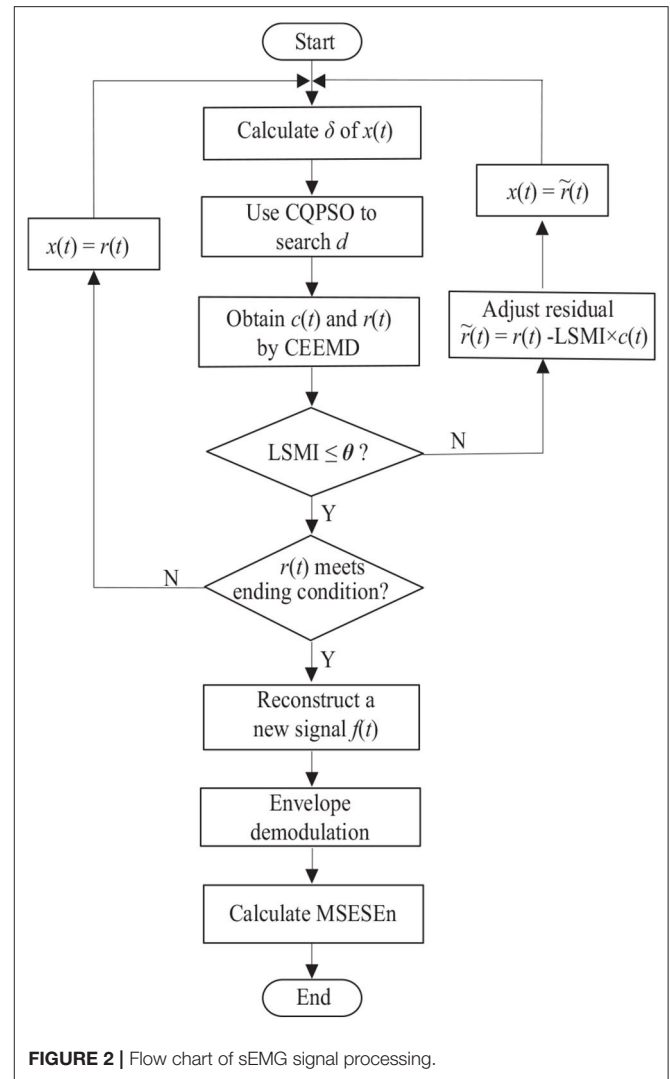 Start
Calculate δ of x(t)
Use CQPSO to
search d
Obtain c(t) and r(t)
by CEEMD
LSMI ≤ θ ?
N
Adjust residual
r̃(t) = r(t) -LSMI×c(t)
x(t) = r̃(t)
Y
r(t) meets
ending condition?
N
x(t) = r(t)
Y
Reconstruct a
new signal f(t)
Envelope
demodulation
Calculate MSESEn
End
FIGURE 2 | Flow chart of sEMG signal processing.